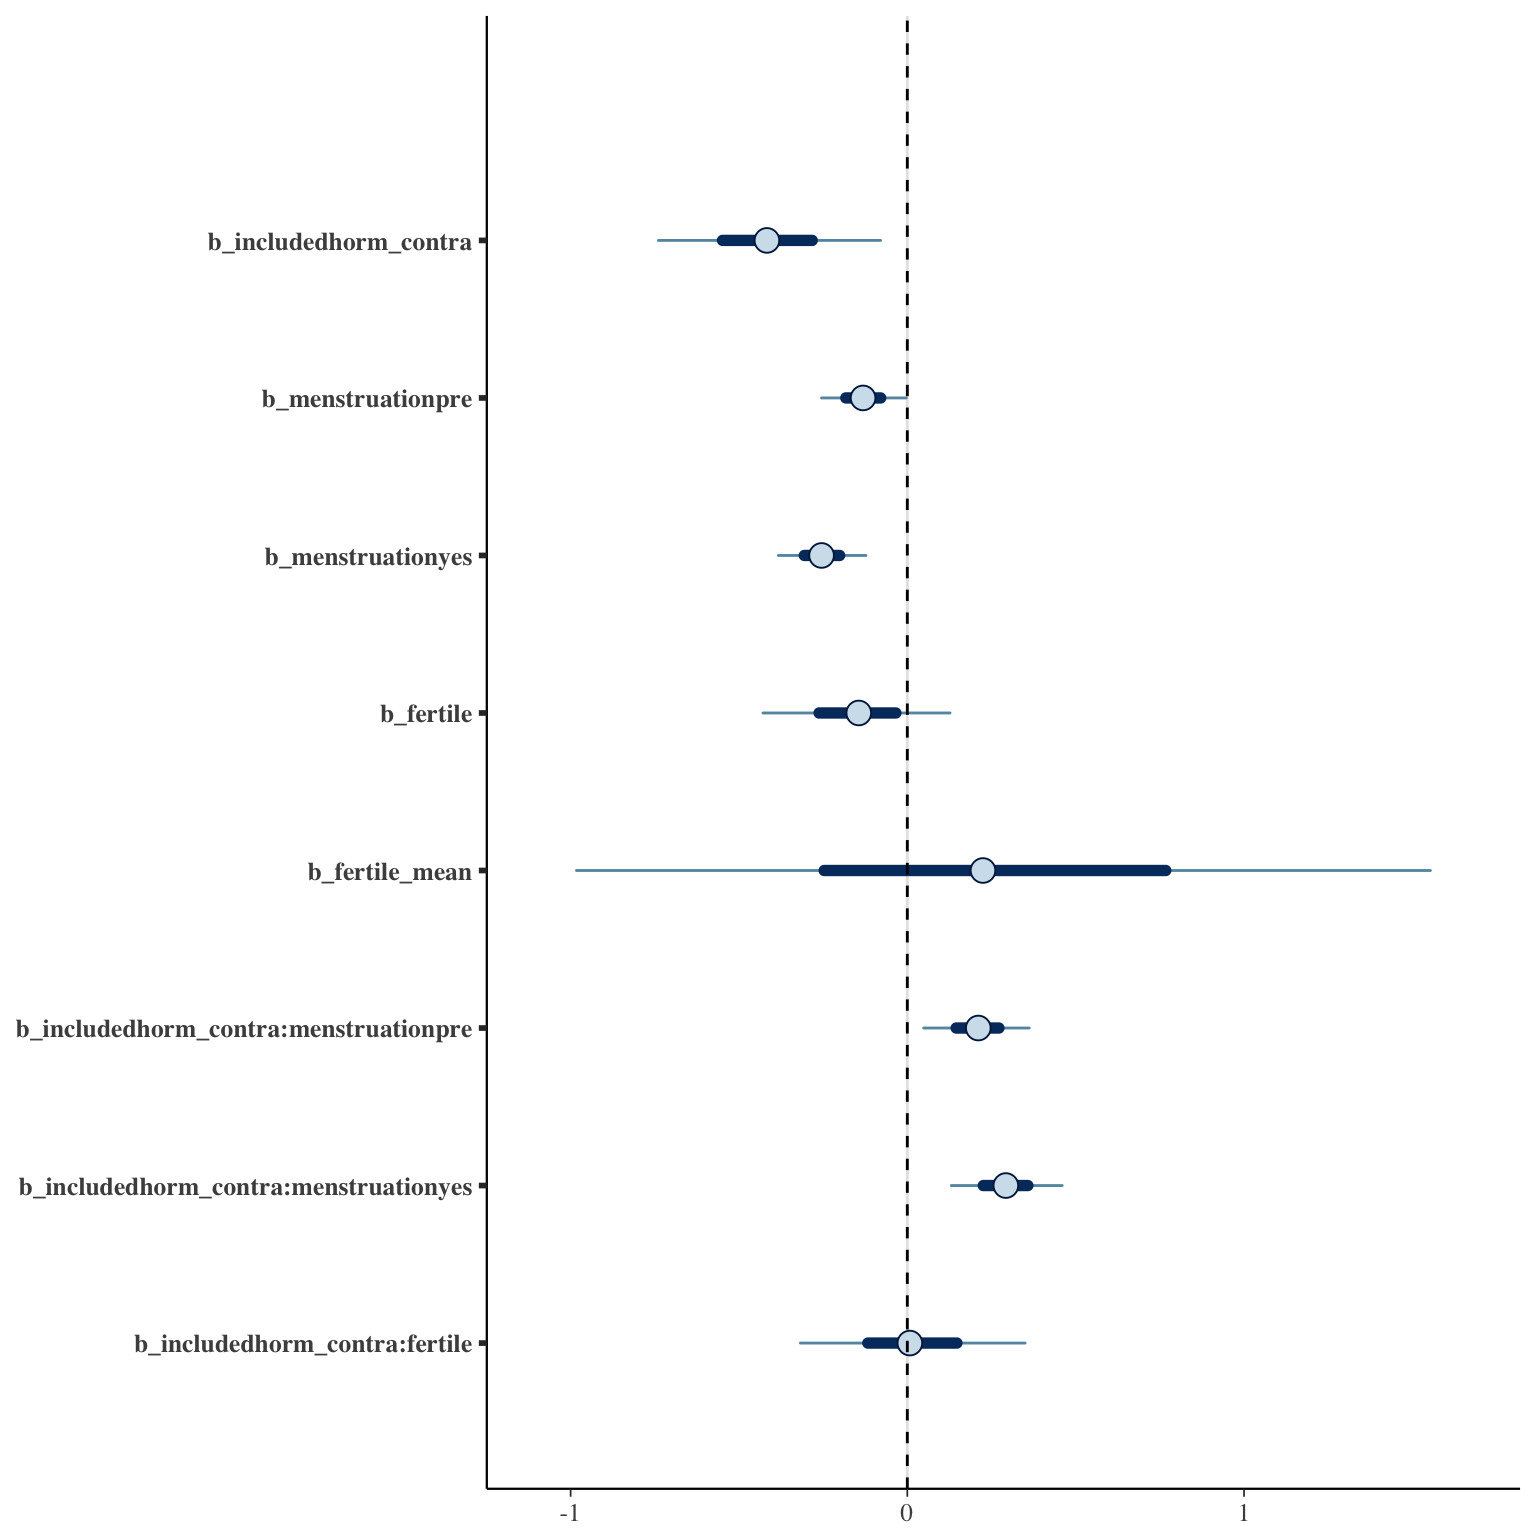 b_includedhorm_contra
b_menstruationpre
b_menstruationyes
b_fertile
b_fertile_mean
b_includedhorm_contra:menstruationpre
b_includedhorm_contra:menstruationyes
b_includedhorm_contra:fertile
-1 0 1